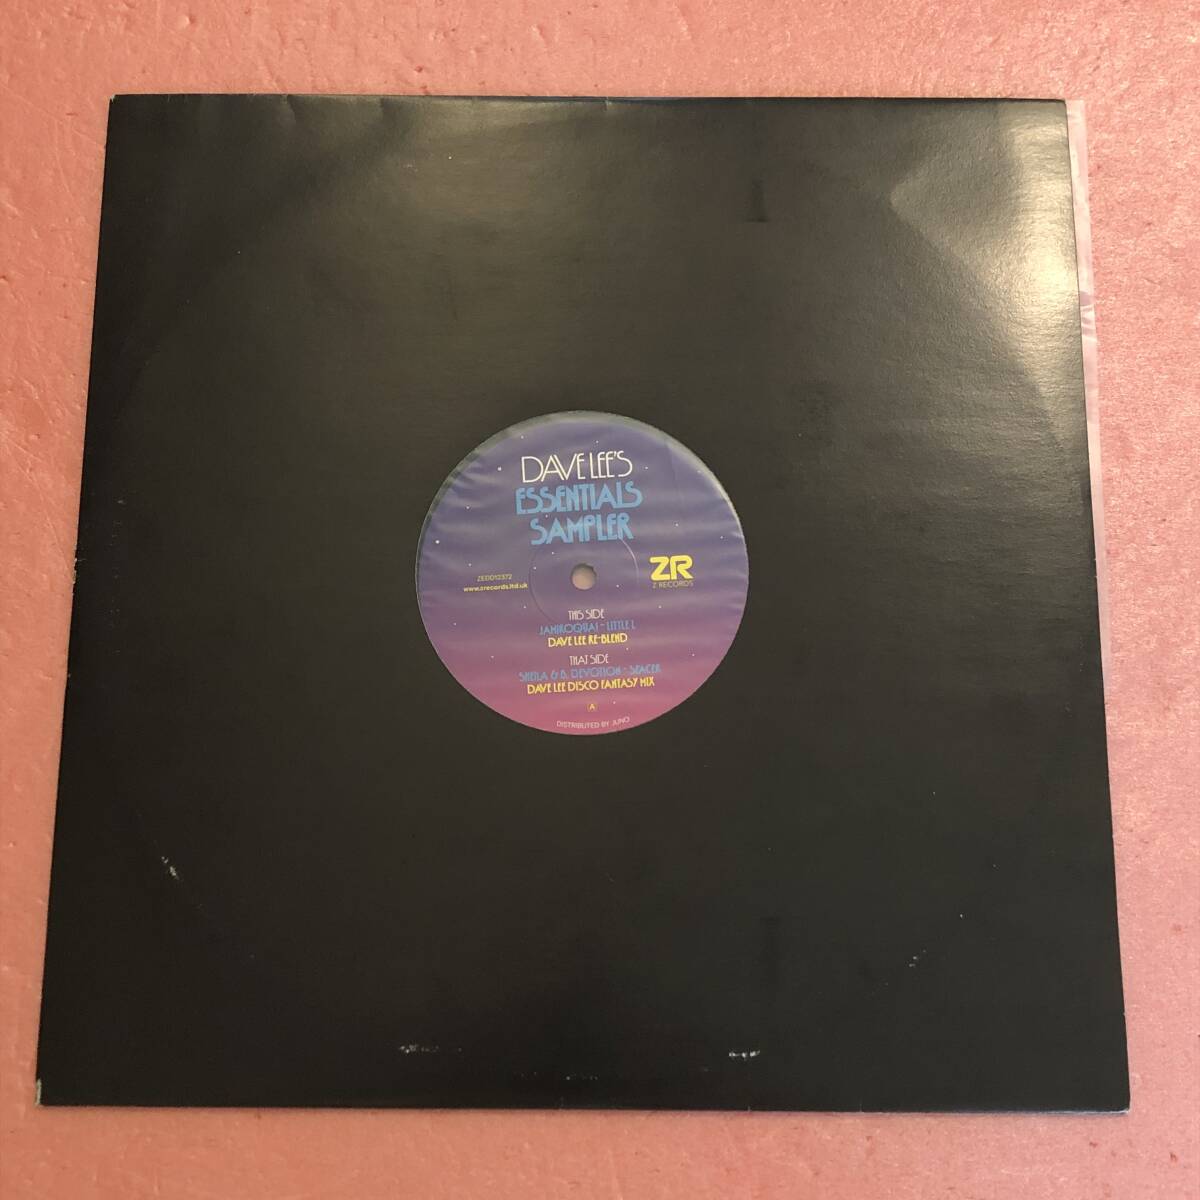 DAVE LEE'S
ESSENTIALS
SAMPLER
ZEDD12372
www.zrecords.ltd.uk
ZR
Z RECORDS
THIS SIDE
JAMIROQUAI - LITTLE L
DAVE LEE RE-BLEND
THAT SIDE
SHEILA & B. DEVOTION - SPACER
DAVE LEE DISCO FANTASY MIX
A
DISTRIBUTED BY JUNO